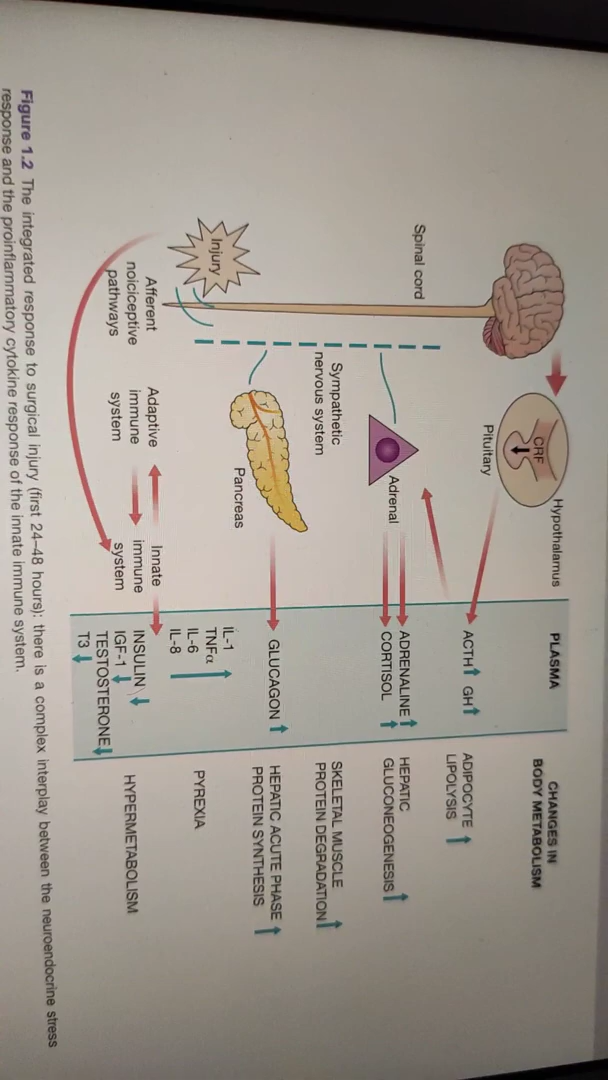 Hypothalamus
PLASMA
CHANGES IN
BODY METABOLISM
CRF
Pituitary
ACTH GH
ADIPOCYTE
LIPOLYSIS
Spinal cord
Adrenal
ADRENALINE
CORTISOL
HEPATIC
GLUCONEOGENESIS
Sympathetic
nervous system
SKELETAL MUSCLE
PROTEIN DEGRADATION
Pancreas
GLUCAGON
HEPATIC ACUTE PHASE
PROTEIN SYNTHESIS
Injury
IL-1
TNFα
IL-6
IL-8
PYREXIA
Afferent
noiciceptive
pathways
Adaptive
immune
system
Innate
immune
system
INSULIN
IGF-1
TESTOSTERONE
T3
HYPERMETABOLISM
Figure 1.2 The integrated response to surgical injury (first 24–48 hours): there is a complex interplay between the neuroendocrine stress
response and the proinflammatory cytokine response of the innate immune system.